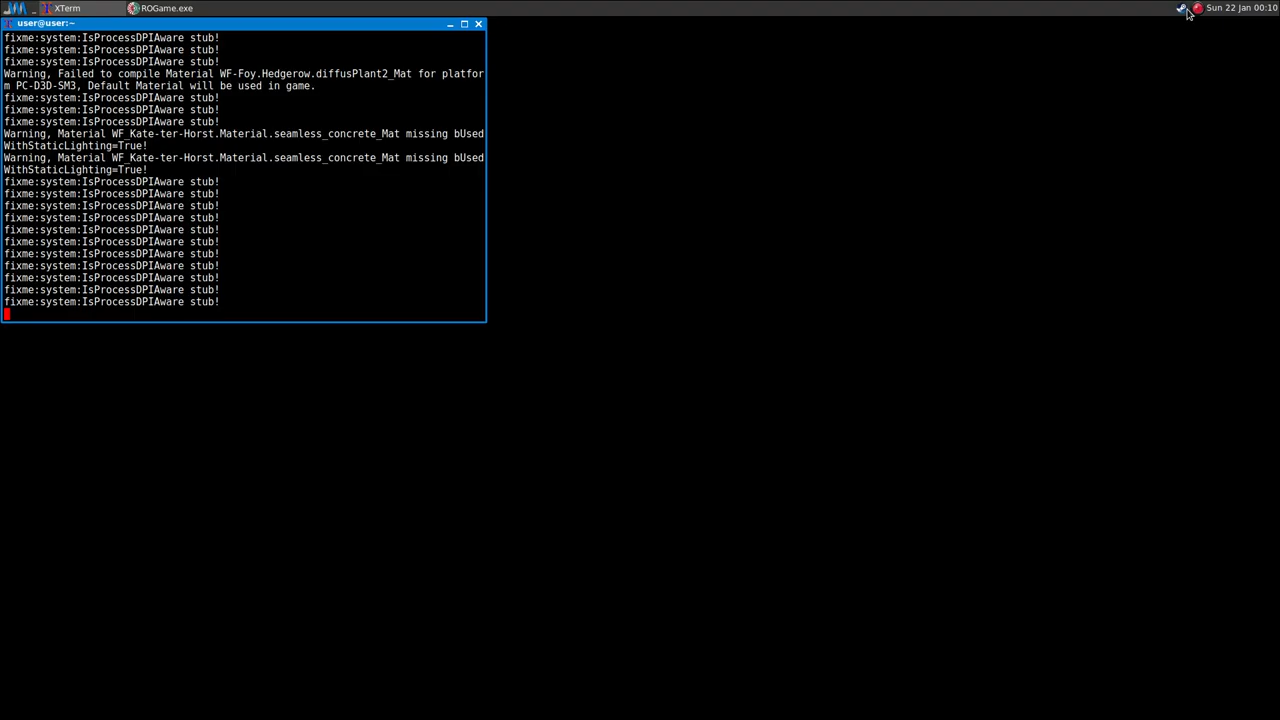 _ XTerm ROGame.exe Sun 22 Jan 00:10
user@user:~
fixme:system:IsProcessDPIAware stub!
fixme:system:IsProcessDPIAware stub!
fixme:system:IsProcessDPIAware stub!
Warning, Failed to compile Material WF-Foy.Hedgerow.diffusPlant2_Mat for platfor
m PC-D3D-SM3, Default Material will be used in game.
fixme:system:IsProcessDPIAware stub!
fixme:system:IsProcessDPIAware stub!
fixme:system:IsProcessDPIAware stub!
Warning, Material WF_Kate-ter-Horst.Material.seamless_concrete_Mat missing bUsed
WithStaticLighting=True!
Warning, Material WF_Kate-ter-Horst.Material.seamless_concrete_Mat missing bUsed
WithStaticLighting=True!
fixme:system:IsProcessDPIAware stub!
fixme:system:IsProcessDPIAware stub!
fixme:system:IsProcessDPIAware stub!
fixme:system:IsProcessDPIAware stub!
fixme:system:IsProcessDPIAware stub!
fixme:system:IsProcessDPIAware stub!
fixme:system:IsProcessDPIAware stub!
fixme:system:IsProcessDPIAware stub!
fixme:system:IsProcessDPIAware stub!
fixme:system:IsProcessDPIAware stub!
fixme:system:IsProcessDPIAware stub!